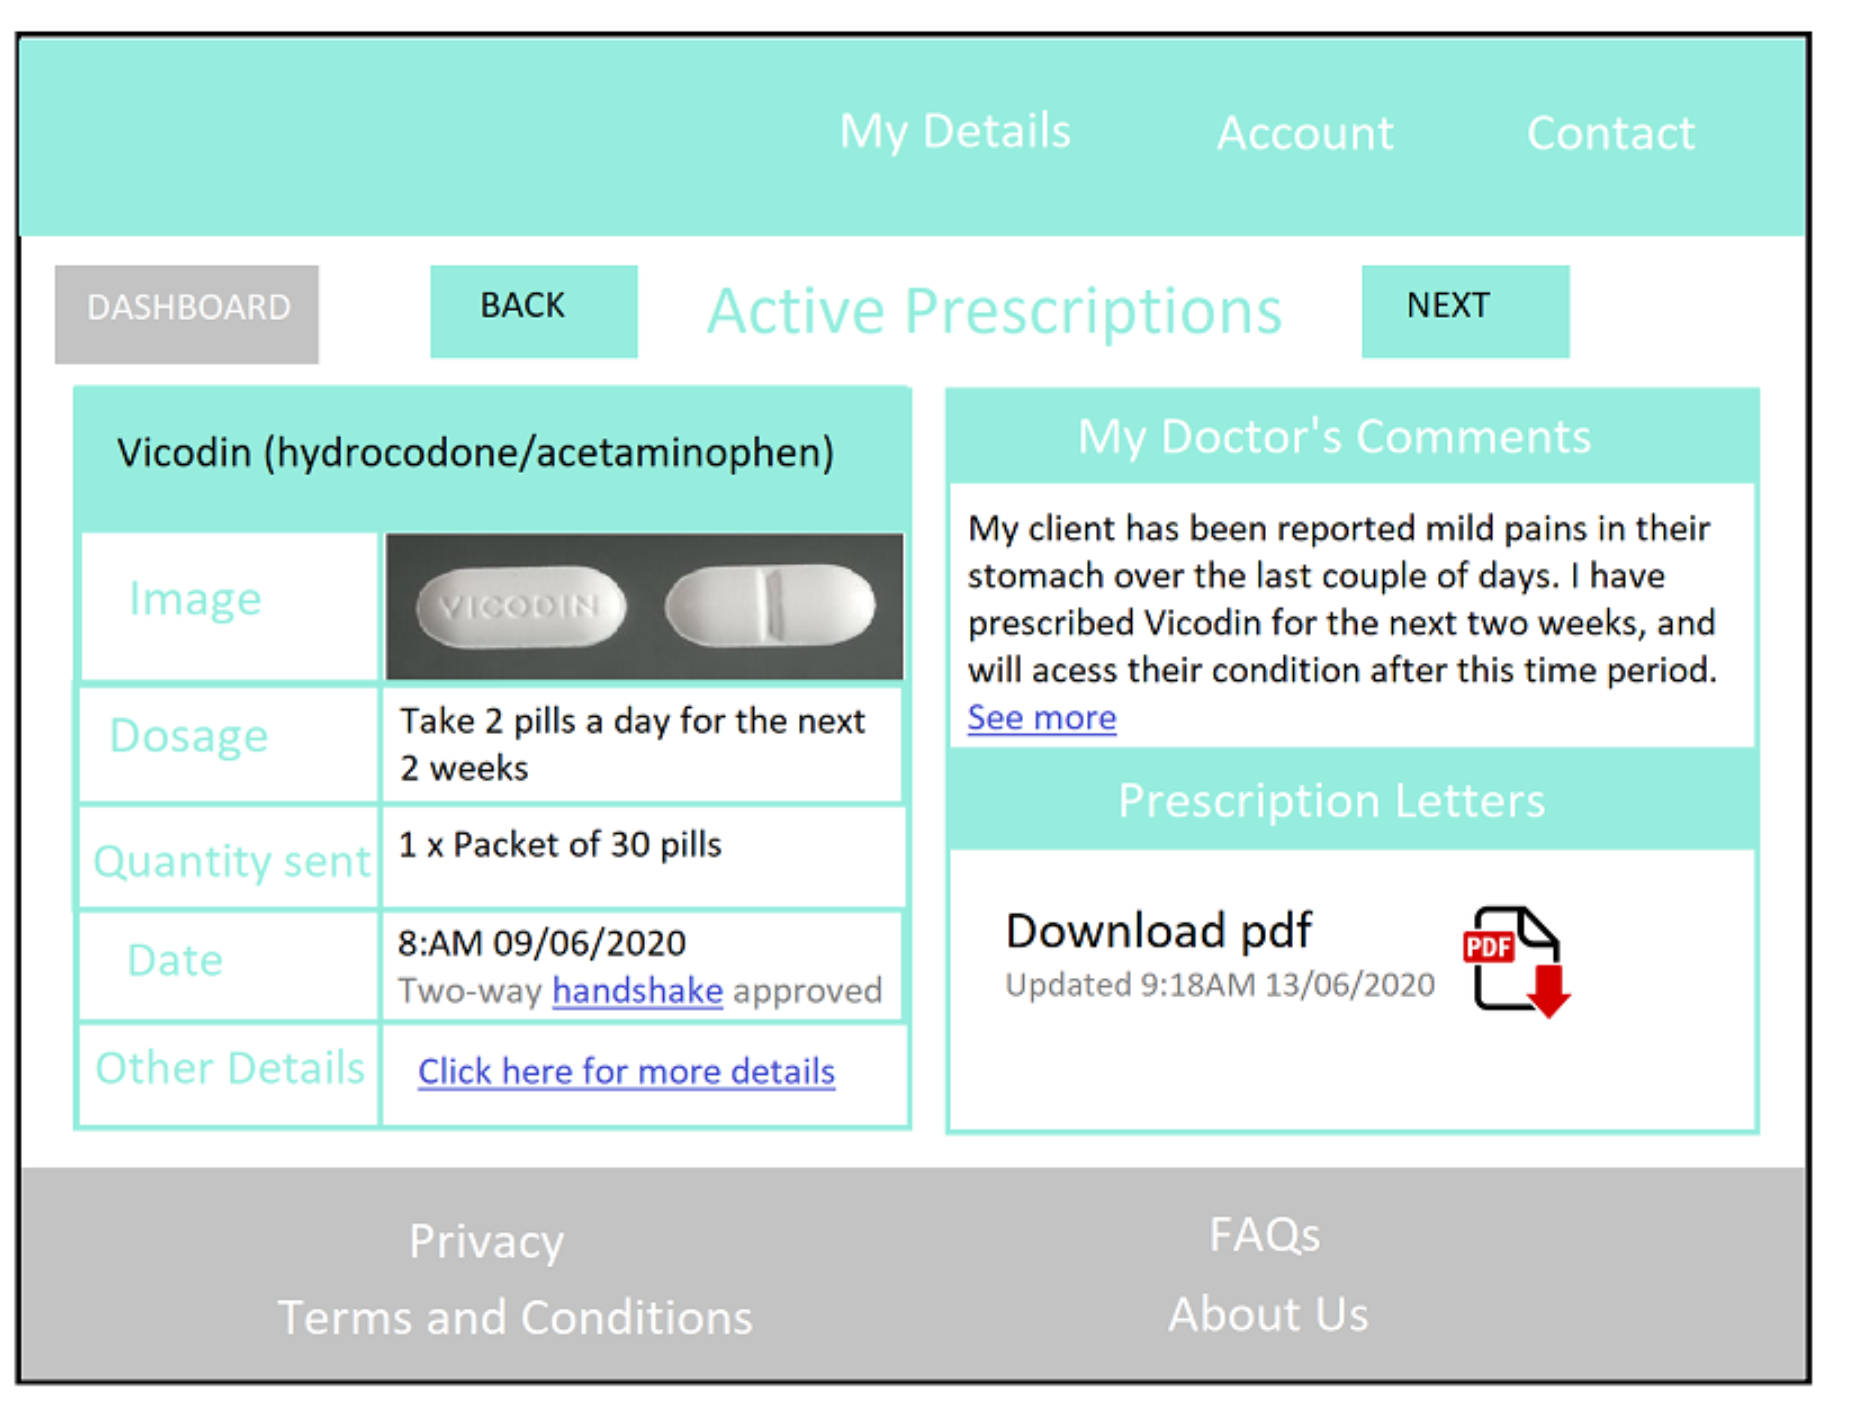 My Details Account Contact
DASHBOARD BACK Active Prescriptions NEXT
Vicodin (hydrocodone/acetaminophen)
Image
VICODIN
Dosage
Take 2 pills a day for the next
2 weeks
Quantity sent
1 x Packet of 30 pills
Date
8:AM 09/06/2020
Two-way handshake approved
Other Details
Click here for more details
My Doctor's Comments
My client has been reported mild pains in their
stomach over the last couple of days. I have
prescribed Vicodin for the next two weeks, and
will acess their condition after this time period.
See more
Prescription Letters
Download pdf
Updated 9:18AM 13/06/2020
PDF
Privacy
Terms and Conditions
FAQs
About Us